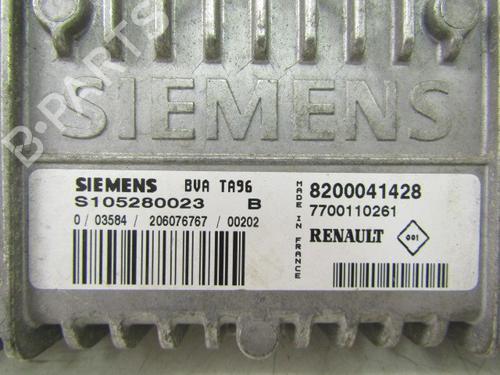 SIEMENS
SIEMENS BVA TA96
S105280023 B
0 / 03584 / 206076767 / 00202
MADE IN FRANCE
8200041428
7700110261
RENAULT 001
B-PARTS